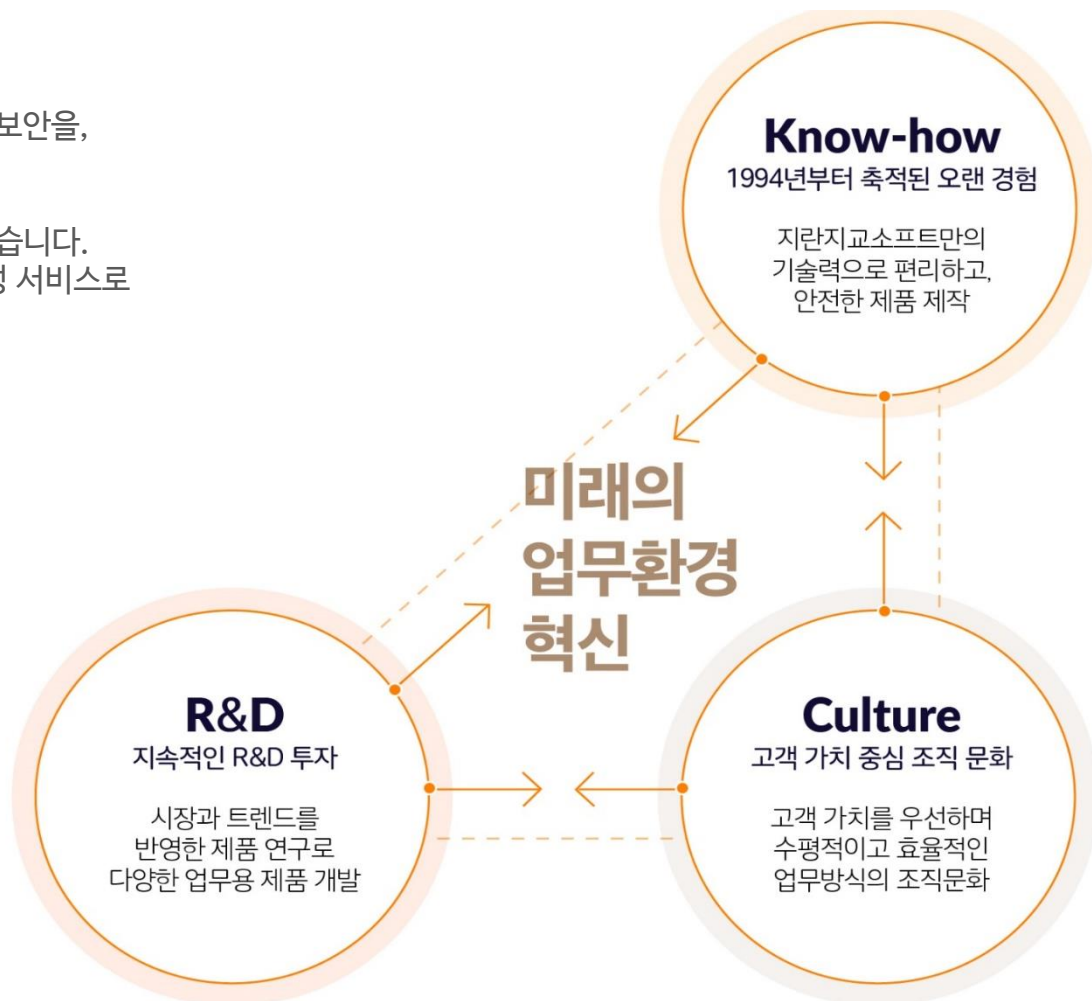 보안을,
습니다.
서비스로
Know-how
1994년부터 축적된 오랜 경험
지란지교소프트만의
기술력으로 편리하고,
안전한 제품 제작
미래의
업무환경
혁신
R&D
지속적인 R&D 투자
시장과 트렌드를
반영한 제품 연구로
다양한 업무용 제품 개발
Culture
고객 가치 중심 조직 문화
고객 가치를 우선하며
수평적이고 효율적인
업무방식의 조직문화